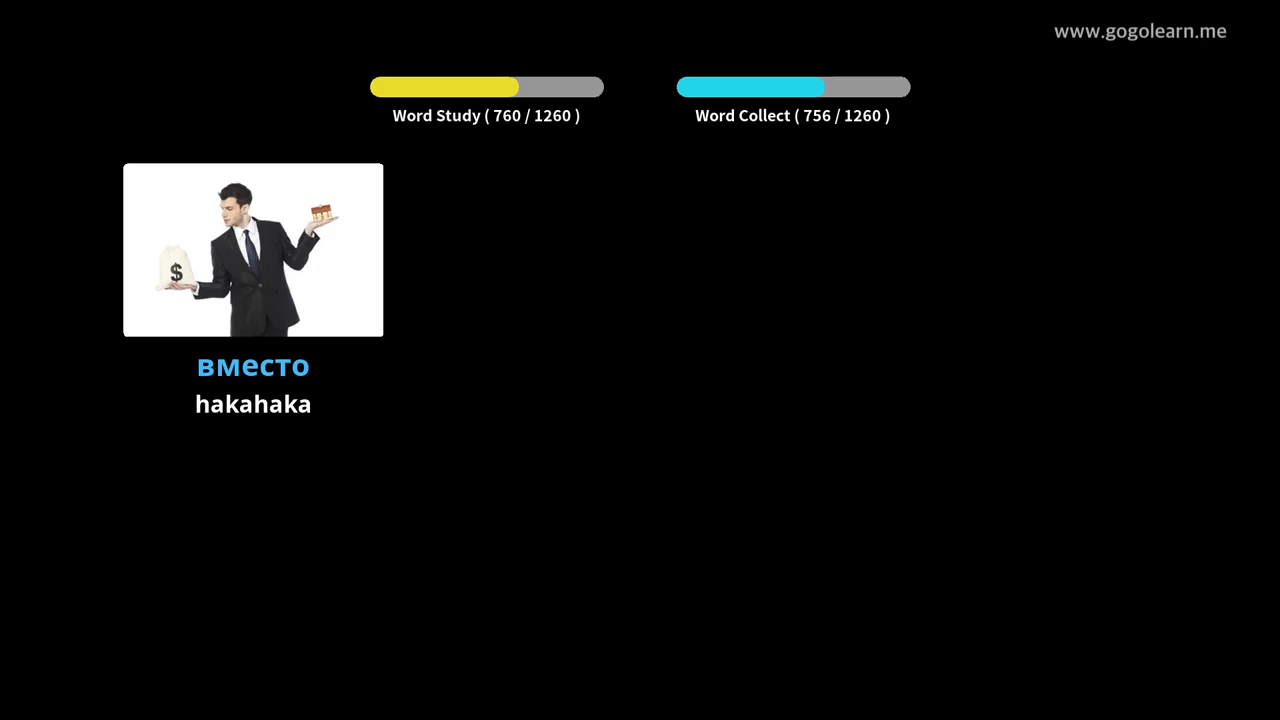 www.gogolearn.me
Word Study ( 760 / 1260 )
Word Collect ( 756 / 1260 )
$
вместо
hakahaka